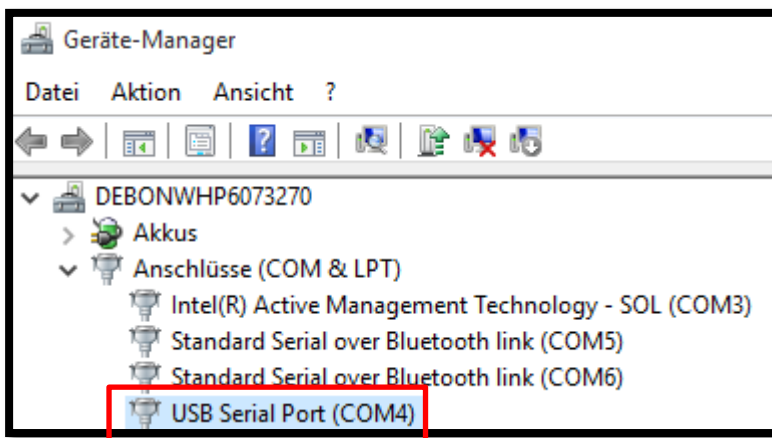 Geräte-Manager
Datei Aktion Ansicht ?
DEBONWHP6073270
Akkus
Anschlüsse (COM & LPT)
Intel(R) Active Management Technology - SOL (COM3)
Standard Serial over Bluetooth link (COM5)
Standard Serial over Bluetooth link (COM6)
USB Serial Port (COM4)